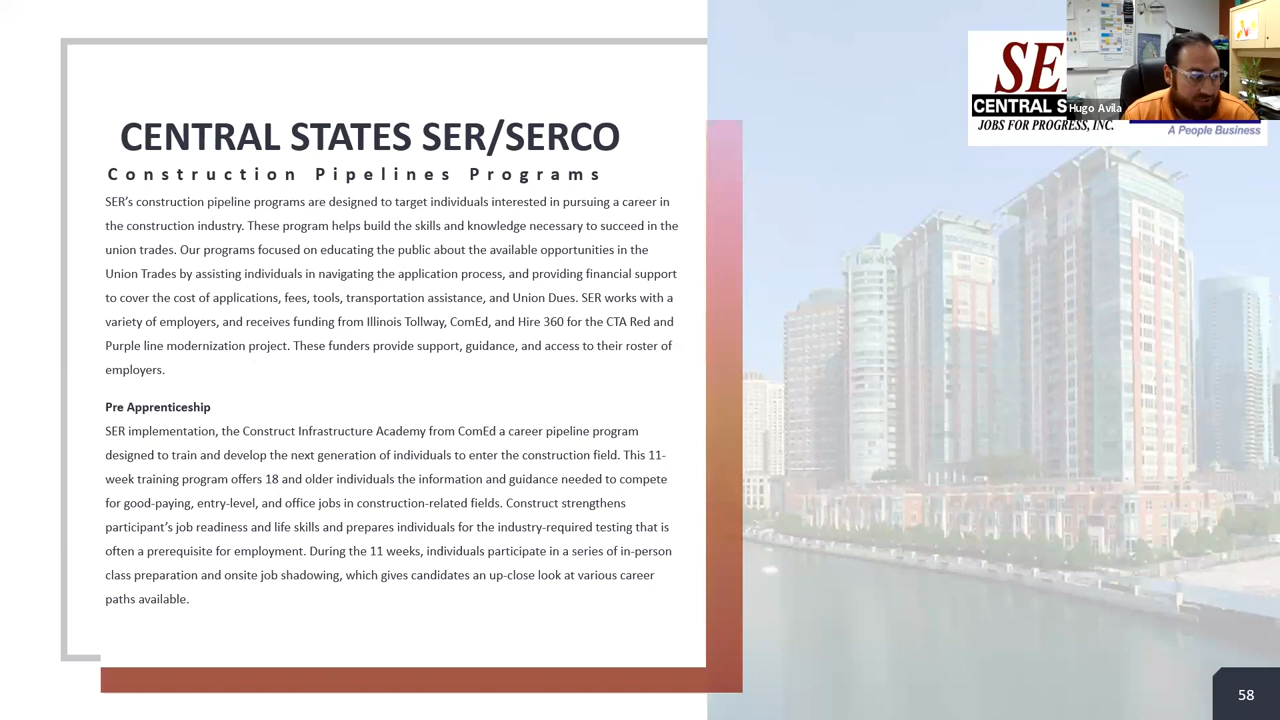 CENTRAL STATES SER/SERCO
Construction Pipelines Programs
SER's construction pipeline programs are designed to target individuals interested in pursuing a career in
the construction industry. These program helps build the skills and knowledge necessary to succeed in the
union trades. Our programs focused on educating the public about the available opportunities in the
Union Trades by assisting individuals in navigating the application process, and providing financial support
to cover the cost of applications, fees, tools, transportation assistance, and Union Dues. SER works with a
variety of employers, and receives funding from Illinois Tollway, ComEd, and Hire 360 for the CTA Red and
Purple line modernization project. These funders provide support, guidance, and access to their roster of
employers.
Pre Apprenticeship
SER implementation, the Construct Infrastructure Academy from ComEd a career pipeline program
designed to train and develop the next generation of individuals to enter the construction field. This 11-
week training program offers 18 and older individuals the information and guidance needed to compete
for good-paying, entry-level, and office jobs in construction-related fields. Construct strengthens
participant's job readiness and life skills and prepares individuals for the industry-required testing that is
often a prerequisite for employment. During the 11 weeks, individuals participate in a series of in-person
class preparation and onsite job shadowing, which gives candidates an up-close look at various career
paths available.
SE
CENTRAL S
JOBS FOR PROGRESS, INC.
Hugo Avila
A People Business
58